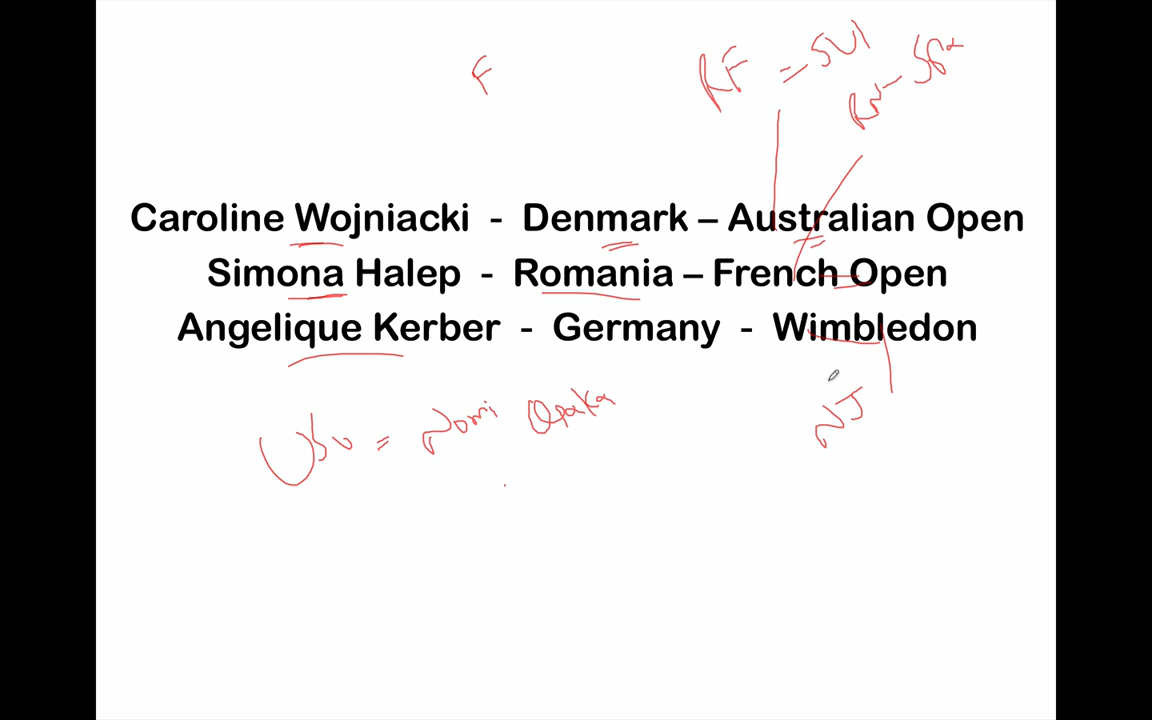 F
RF = SUI
RN - SPA
Caroline Wojniacki - Denmark – Australian Open
Simona Halep - Romania – French Open
Angelique Kerber - Germany - Wimbledon
USO = Nomi Opaka
NJ